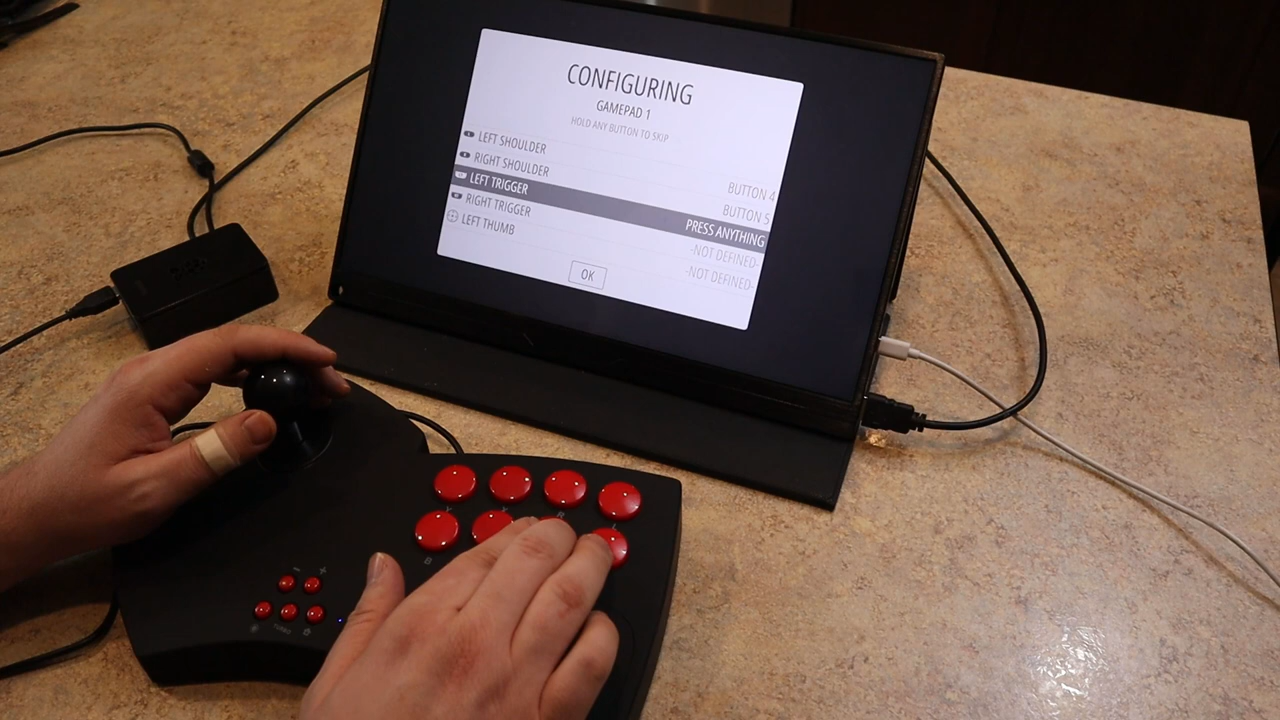 CONFIGURING
GAMEPAD 1
HOLD ANY BUTTON TO SKIP
LEFT SHOULDER BUTTON 4
RIGHT SHOULDER BUTTON 5
LEFT TRIGGER PRESS ANYTHING
RIGHT TRIGGER -NOT DEFINED-
LEFT THUMB -NOT DEFINED-
OK
Y X R
B
- +
TURBO